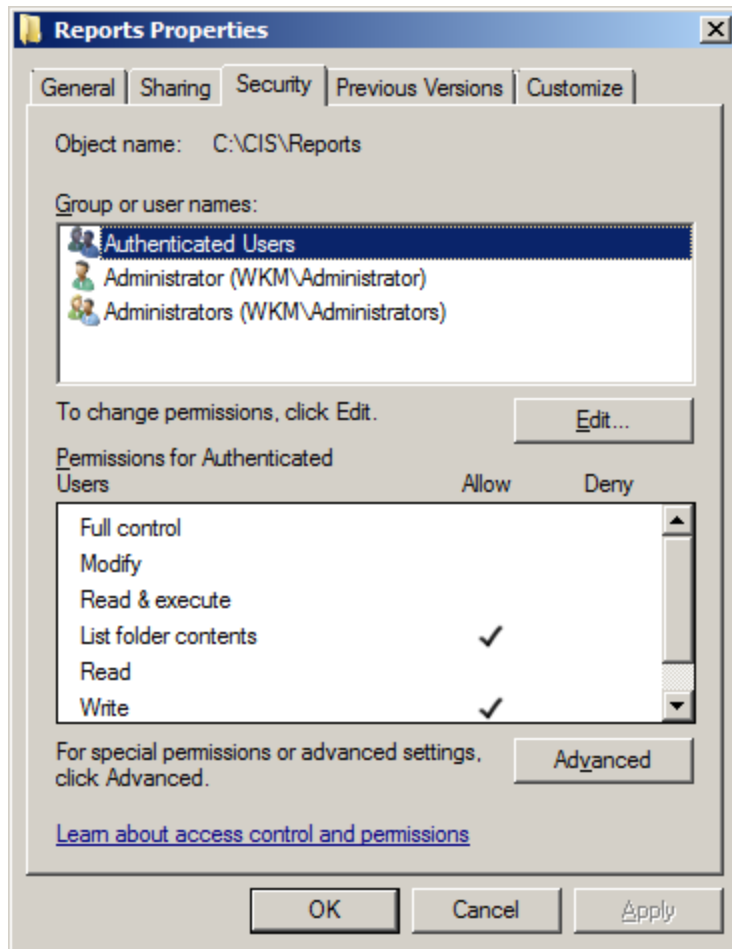 Reports Properties
General Sharing Security Previous Versions Customize
Object name: C:\CIS\Reports
Group or user names:
Authenticated Users
Administrator (WKM\Administrator)
Administrators (WKM\Administrators)
To change permissions, click Edit.
Edit...
Permissions for Authenticated
Users Allow Deny
Full control
Modify
Read & execute
List folder contents
Read
Write
For special permissions or advanced settings,
click Advanced.
Advanced
Learn about access control and permissions
OK Cancel Apply